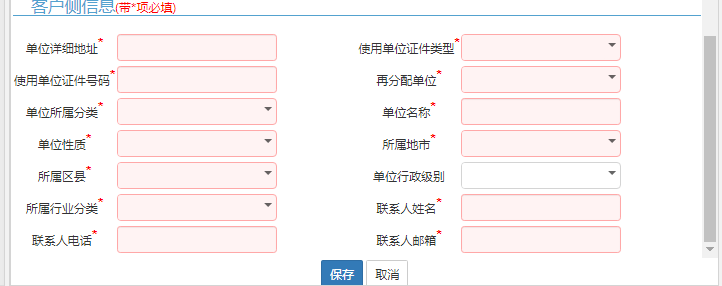 客户侧信息(带*项必填)
单位详细地址* 使用单位证件类型*
使用单位证件号码* 再分配单位*
单位所属分类* 单位名称*
单位性质* 所属地市*
所属区县* 单位行政级别
所属行业分类* 联系人姓名*
联系人电话* 联系人邮箱*
保存 取消